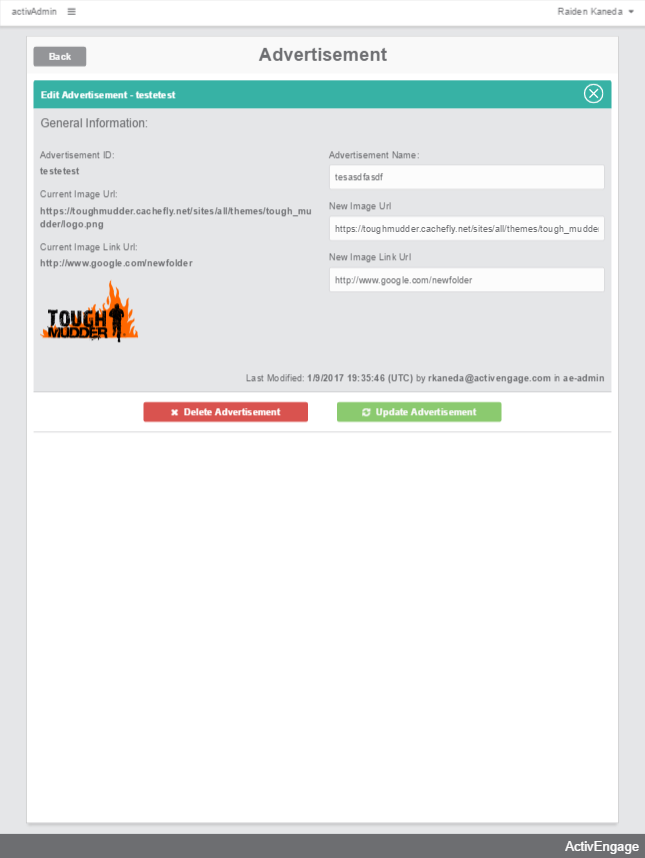 activAdmin
Raiden Kaneda
Back
Advertisement
Edit Advertisement - testetest
General Information:
Advertisement ID:
testetest
Current Image Url:
https://toughmudder.cachefly.net/sites/all/themes/tough_mu
dder/logo.png
Current Image Link Url:
http://www.google.com/newfolder
TOUGH
MUDDER
Advertisement Name:
tesasdfasdf
New Image Url
https://toughmudder.cachefly.net/sites/all/themes/tough_mudder
New Image Link Url
http://www.google.com/newfolder
Last Modified: 1/9/2017 19:35:46 (UTC) by rkaneda@activengage.com in ae-admin
Delete Advertisement
Update Advertisement
ActivEngage